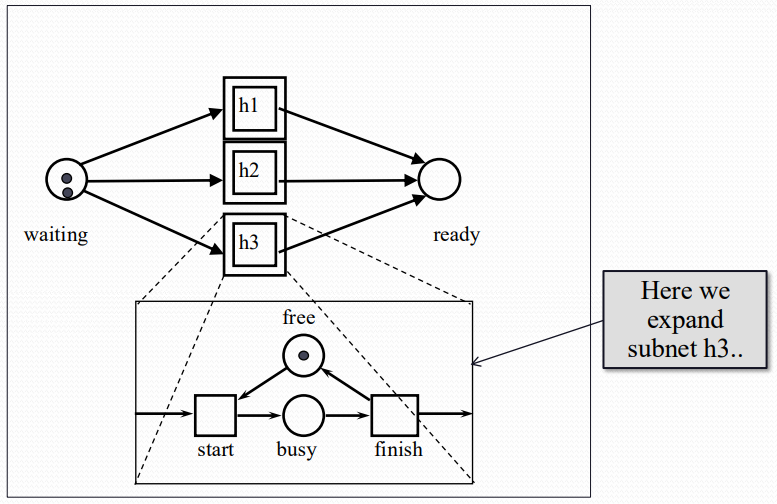 h1
h2
waiting
h3
ready
Here we
expand
subnet h3..
free
start busy finish